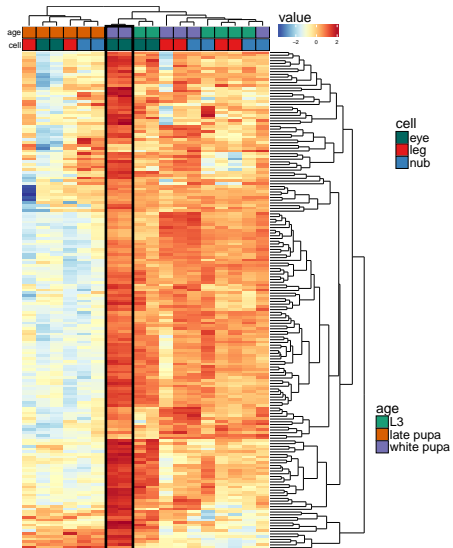 value
-2 0 2
age
cell
cell
eye
leg
nub
age
L3
late pupa
white pupa